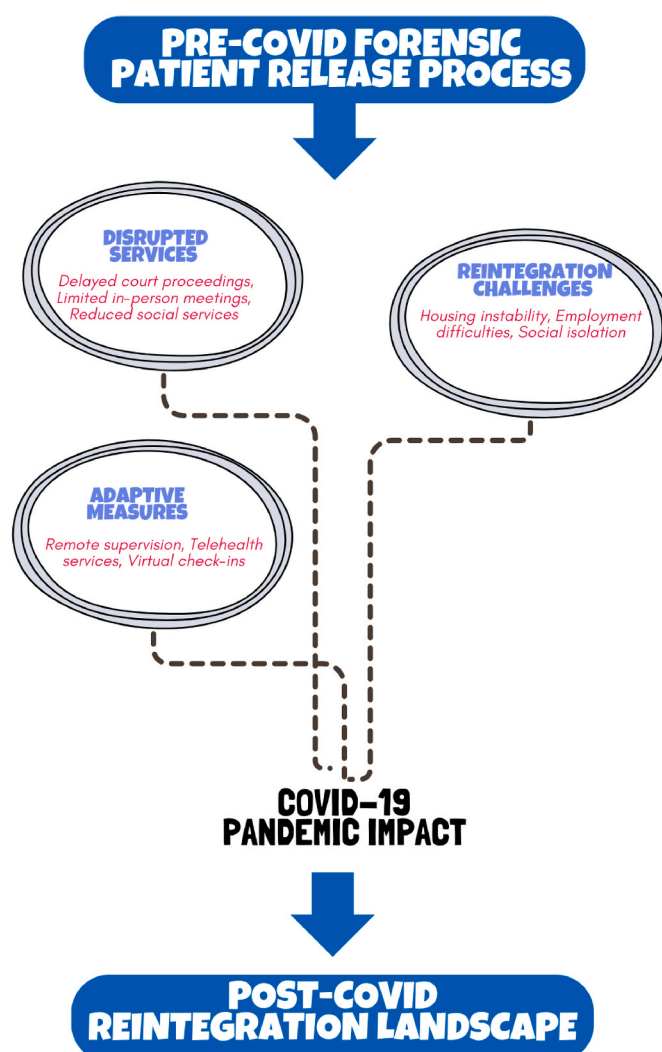 PRE-COVID FORENSIC
PATIENT RELEASE PROCESS
DISRUPTED
SERVICES
Delayed court proceedings,
Limited in-person meetings,
Reduced social services
REINTEGRATION
CHALLENGES
Housing instability, Employment
difficulties, Social isolation
ADAPTIVE
MEASURES
Remote supervision, Telehealth
services, Virtual check-ins
COVID-19
PANDEMIC IMPACT
POST-COVID
REINTEGRATION LANDSCAPE